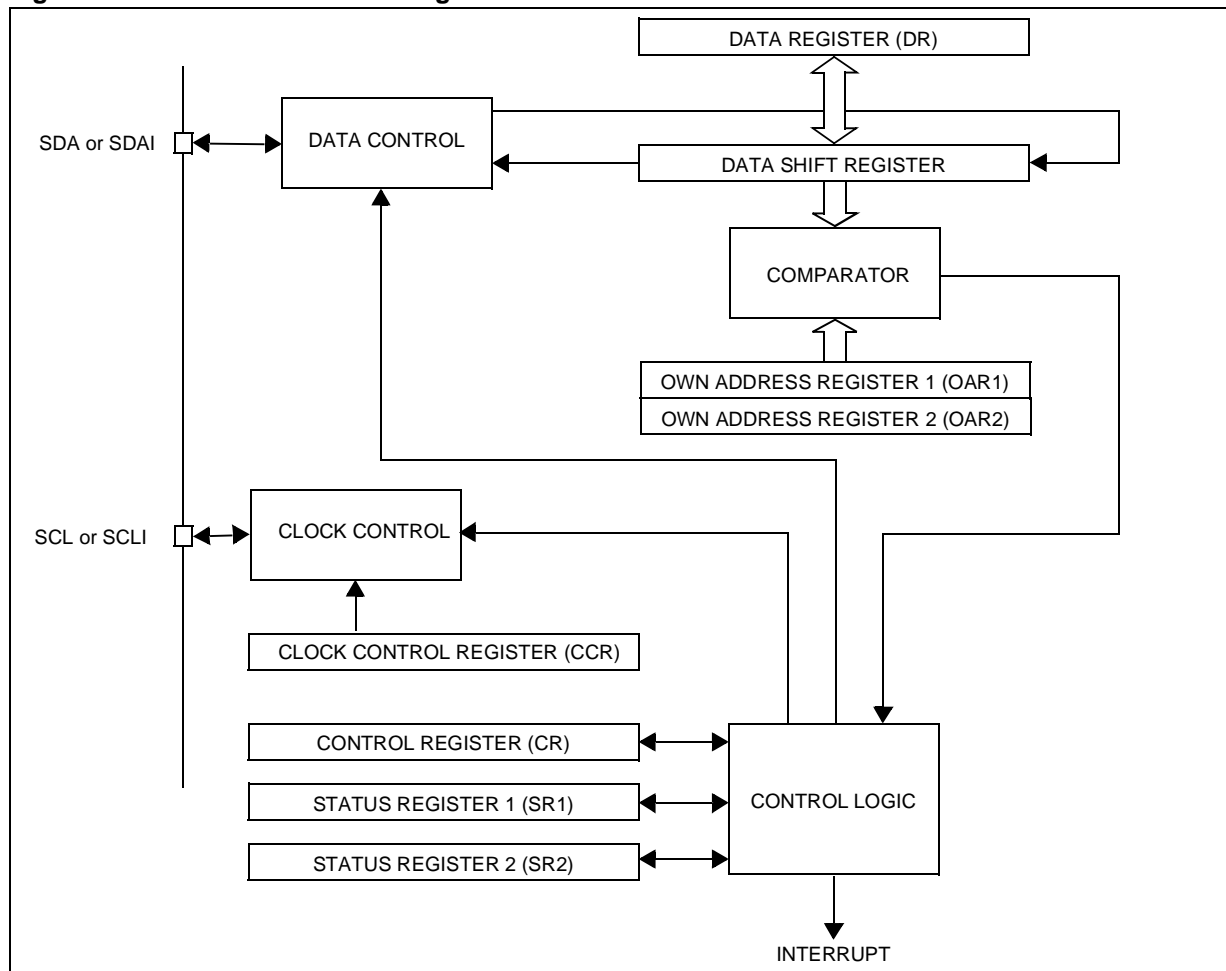 DATA REGISTER (DR)
SDA or SDAI
DATA CONTROL
DATA SHIFT REGISTER
COMPARATOR
OWN ADDRESS REGISTER 1 (OAR1)
OWN ADDRESS REGISTER 2 (OAR2)
SCL or SCLI
CLOCK CONTROL
CLOCK CONTROL REGISTER (CCR)
CONTROL REGISTER (CR)
STATUS REGISTER 1 (SR1)
CONTROL LOGIC
STATUS REGISTER 2 (SR2)
INTERRUPT